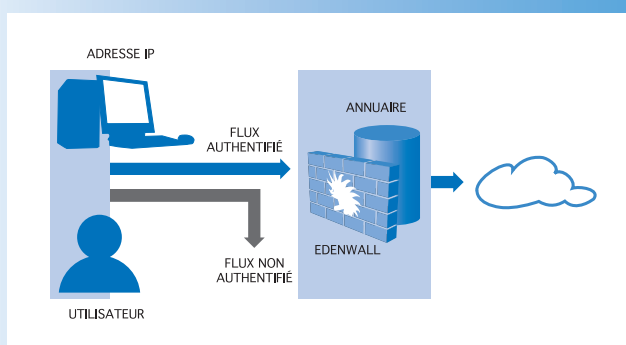 ADRESSE IP
FLUX
AUTHENTIFIÉ
ANNUAIRE
EDENWALL
FLUX NON
AUTHENTIFIÉ
UTILISATEUR